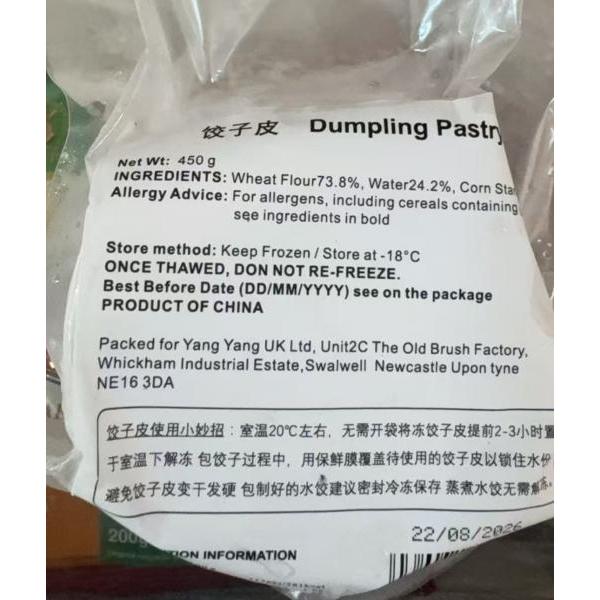 饺子皮 Dumpling Pastry
Net Wt: 450 g
INGREDIENTS: Wheat Flour73.8%, Water24.2%, Corn
Allergy Advice: For allergens, including cereals containing
see ingredients in bold
Store method: Keep Frozen / Store at -18°C
ONCE THAWED, DON NOT RE-FREEZE.
Best Before Date (DD/MM/YYYY) see on the package
PRODUCT OF CHINA
Packed for Yang Yang UK Ltd, Unit2C The Old Brush Factory,
Whickham Industrial Estate,Swalwell Newcastle Upon tyne
NE16 3DA
饺子皮使用小妙招：室温20℃左右，无需开袋将冻饺子皮提前2-3小时置
于室温下解冻 包饺子过程中，用保鲜膜覆盖待使用的饺子皮以锁住水份
避免饺子皮变干发硬 包制好的水饺建议密封冷冻保存 蒸煮水饺无需解冻。
22/08/2026
200g
INFORMATION